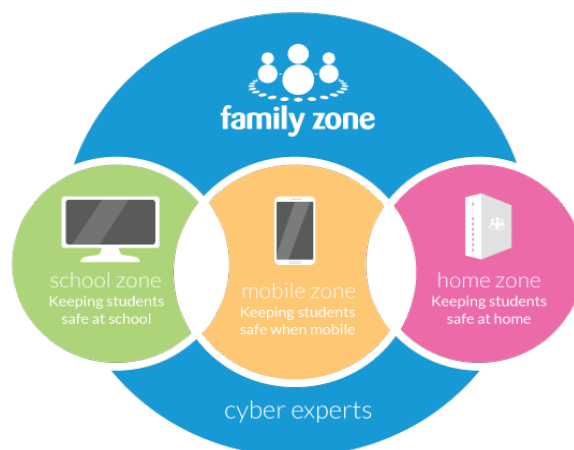 family zone
school zone
Keeping students
safe at school
mobile zone
Keeping students
safe when mobile
home zone
Keeping students
safe at home
cyber experts